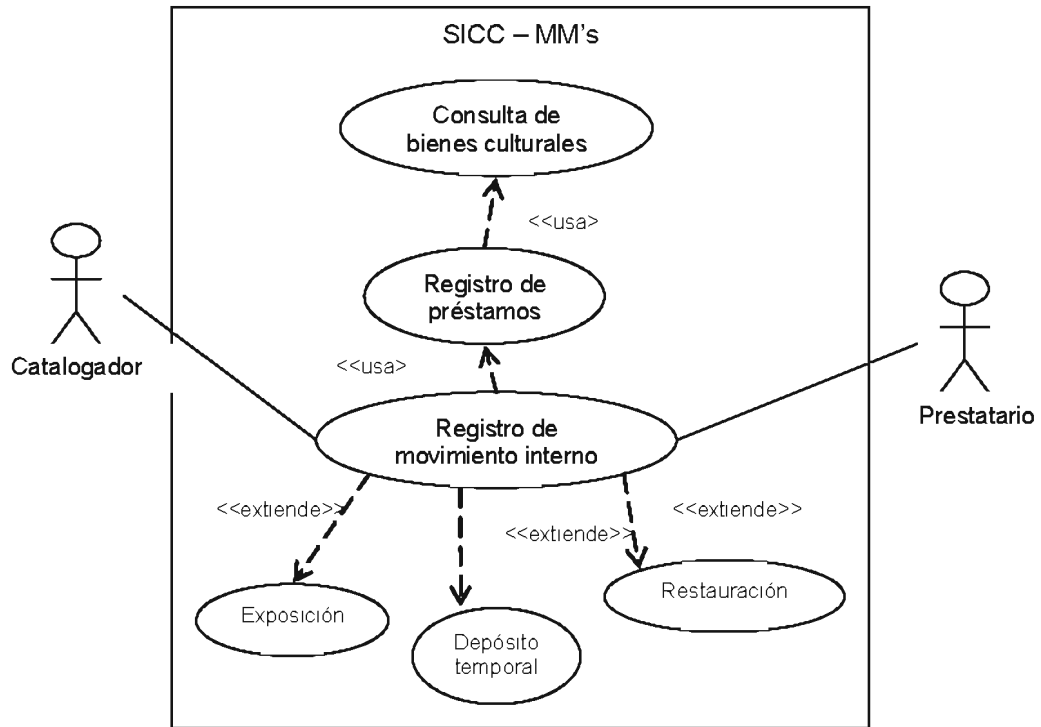 SICC – MM's
Consulta de
bienes culturales
<<usa>
Registro de
préstamos
<<usa>
Catalogador
Prestatario
Registro de
movimiento interno
<<extiende>>
<<extiende>>
<<extiende>>
Exposición
Depósito
temporal
Restauración